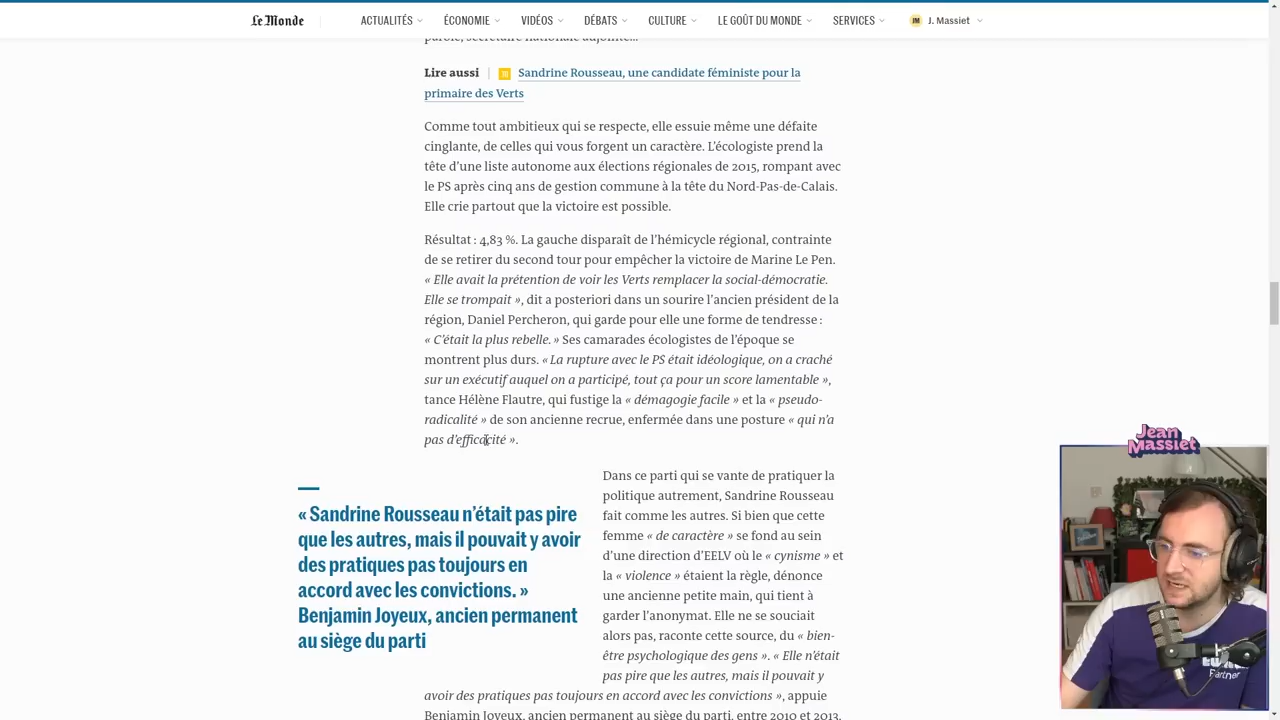 Le Monde
ACTUALITÉS
ÉCONOMIE
VIDÉOS
DÉBATS
CULTURE
LE GOÛT DU MONDE
SERVICES
JM
J. Massiet
parole, secrétaire nationale adjointe…
Lire aussi | Sandrine Rousseau, une candidate féministe pour la
primaire des Verts
Comme tout ambitieux qui se respecte, elle essuie même une défaite
cinglante, de celles qui vous forgent un caractère. L’écologiste prend la
tête d’une liste autonome aux élections régionales de 2015, rompant avec
le PS après cinq ans de gestion commune à la tête du Nord-Pas-de-Calais.
Elle crie partout que la victoire est possible.
Résultat : 4,83 %. La gauche disparaît de l’hémicycle régional, contrainte
de se retirer du second tour pour empêcher la victoire de Marine Le Pen.
« Elle avait la prétention de voir les Verts remplacer la social-démocratie.
Elle se trompait », dit a posteriori dans un sourire l’ancien président de la
région, Daniel Percheron, qui garde pour elle une forme de tendresse :
« C’était la plus rebelle. » Ses camarades écologistes de l’époque se
montrent plus durs. « La rupture avec le PS était idéologique, on a craché
sur un exécutif auquel on a participé, tout ça pour un score lamentable »,
tance Hélène Flautre, qui fustige la « démagogie facile » et la « pseudo-
radicalité » de son ancienne recrue, enfermée dans une posture « qui n’a
pas d’efficacité ».
« Sandrine Rousseau n’était pas pire
que les autres, mais il pouvait y avoir
des pratiques pas toujours en
accord avec les convictions. »
Benjamin Joyeux, ancien permanent
au siège du parti
Dans ce parti qui se vante de pratiquer la
politique autrement, Sandrine Rousseau
fait comme les autres. Si bien que cette
femme « de caractère » se fond au sein
d’une direction d’EELV où le « cynisme » et
la « violence » étaient la règle, dénonce
une ancienne petite main, qui tient à
garder l’anonymat. Elle ne se souciait
alors pas, raconte cette source, du « bien-
être psychologique des gens ». « Elle n’était
pas pire que les autres, mais il pouvait y
avoir des pratiques pas toujours en accord avec les convictions », appuie
Benjamin Joyeux, ancien permanent au siège du parti, entre 2010 et 2013.
Jean
Massiet
Partner